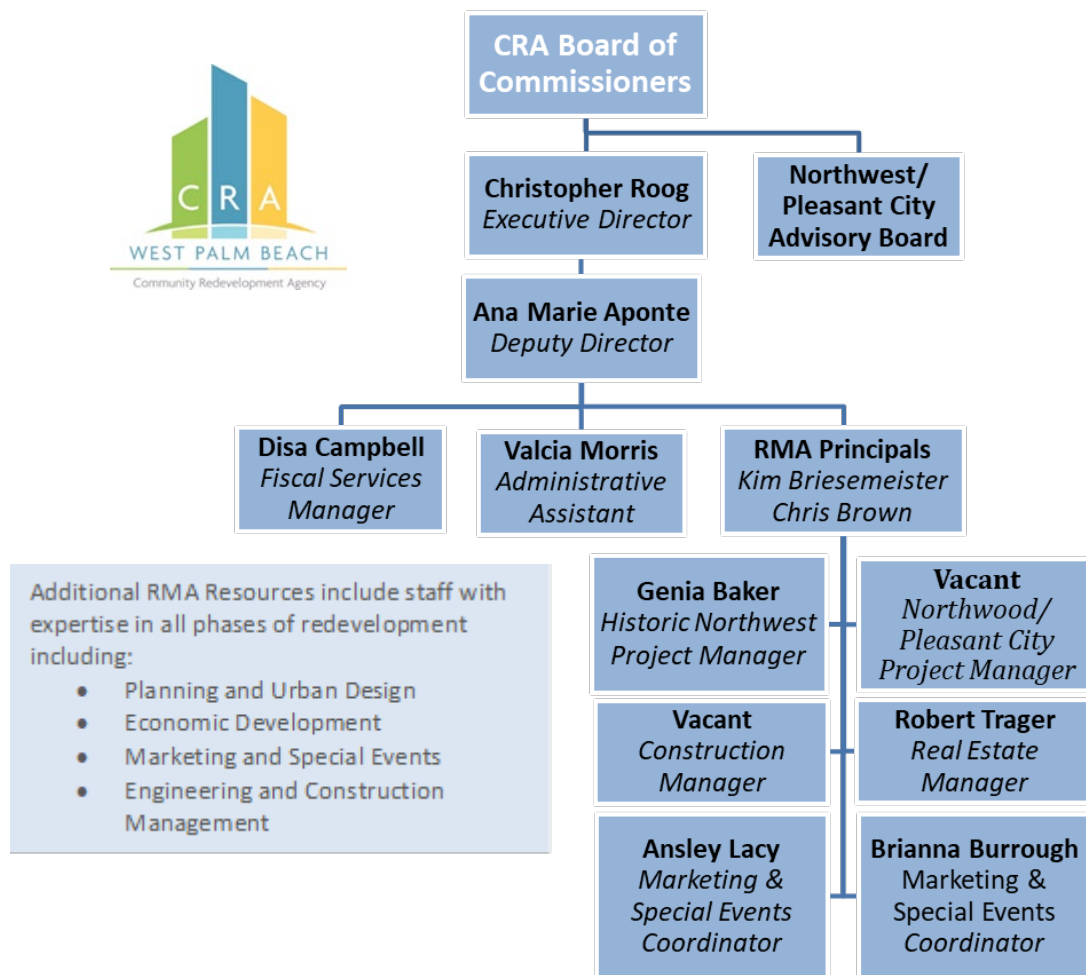 CRA Board of
Commissioners
C R A
WEST PALM BEACH
Community Redevelopment Agency
Christopher Roog
Executive Director
Northwest/
Pleasant City
Advisory Board
Ana Marie Aponte
Deputy Director
Disa Campbell
Fiscal Services
Manager
Valcia Morris
Administrative
Assistant
RMA Principals
Kim Briesemeister
Chris Brown
Additional RMA Resources include staff with
expertise in all phases of redevelopment
including:
• Planning and Urban Design
• Economic Development
• Marketing and Special Events
• Engineering and Construction
Management
Genia Baker
Historic Northwest
Project Manager
Vacant
Northwood/
Pleasant City
Project Manager
Vacant
Construction
Manager
Robert Trager
Real Estate
Manager
Ansley Lacy
Marketing &
Special Events
Coordinator
Brianna Burrough
Marketing &
Special Events
Coordinator